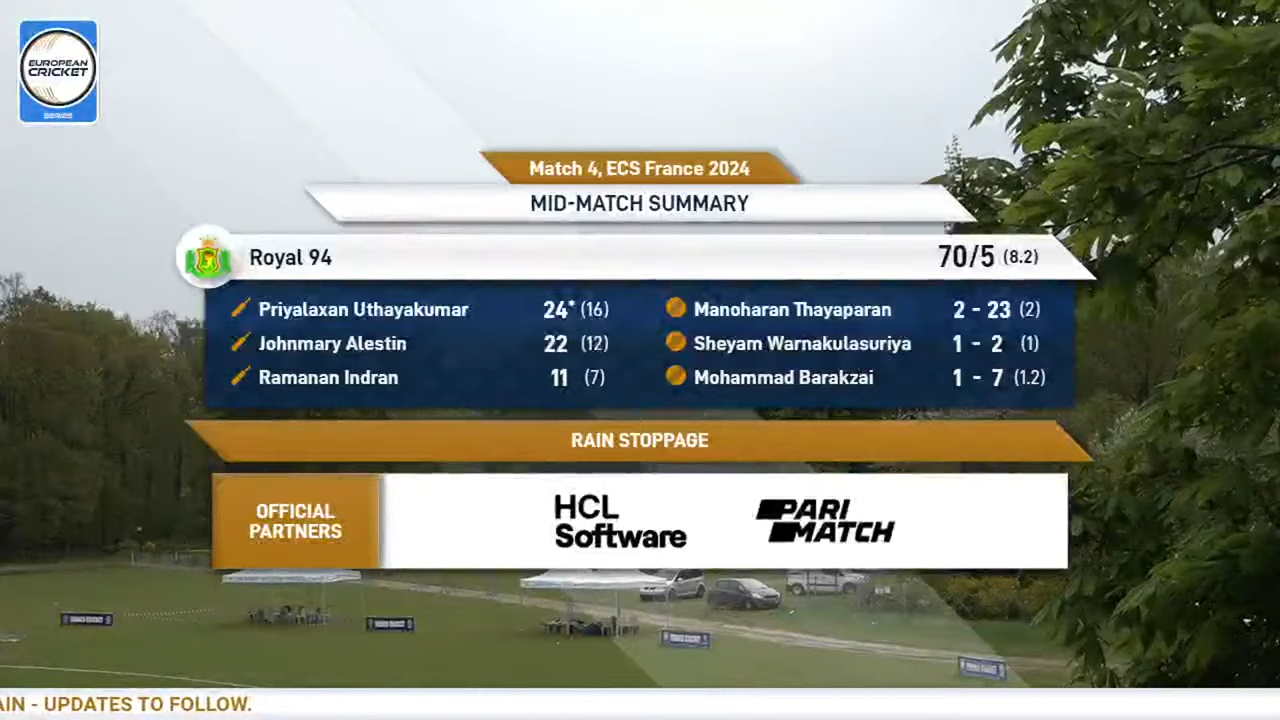 EUROPEAN
CRICKET
SERIES
Match 4, ECS France 2024
MID-MATCH SUMMARY
Royal 94 70/5 (8.2)
Priyalaxan Uthayakumar 24* (16) Manoharan Thayaparan 2 - 23 (2)
Johnmary Alestin 22 (12) Sheyam Warnakulasuriya 1 - 2 (1)
Ramanan Indran 11 (7) Mohammad Barakzai 1 - 7 (1.2)
RAIN STOPPAGE
OFFICIAL
PARTNERS
HCL
Software
PARI
MATCH
AIN - UPDATES TO FOLLOW.